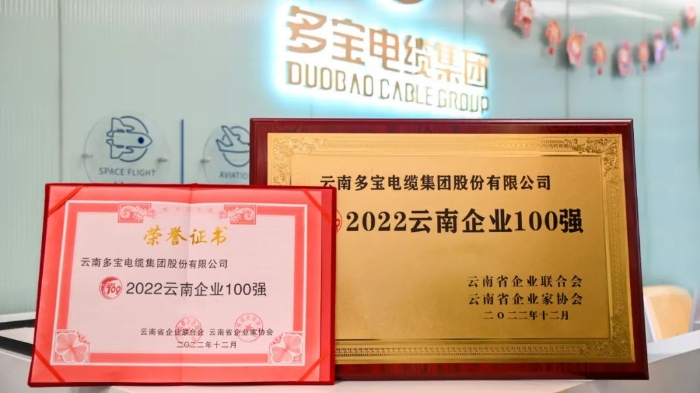 多宝电缆集团
DUOBAO CABLE GROUP
SPACE FLIGHT
AVIATION
荣誉证书
云南多宝电缆集团股份有限公司
100 2022云南企业100强
云南省企业联合会 云南省企业家协会
二〇二二年十二月
云南多宝电缆集团股份有限公司
2022云南企业100强
云南省企业联合会
云南省企业家协会
二〇二二年十二月